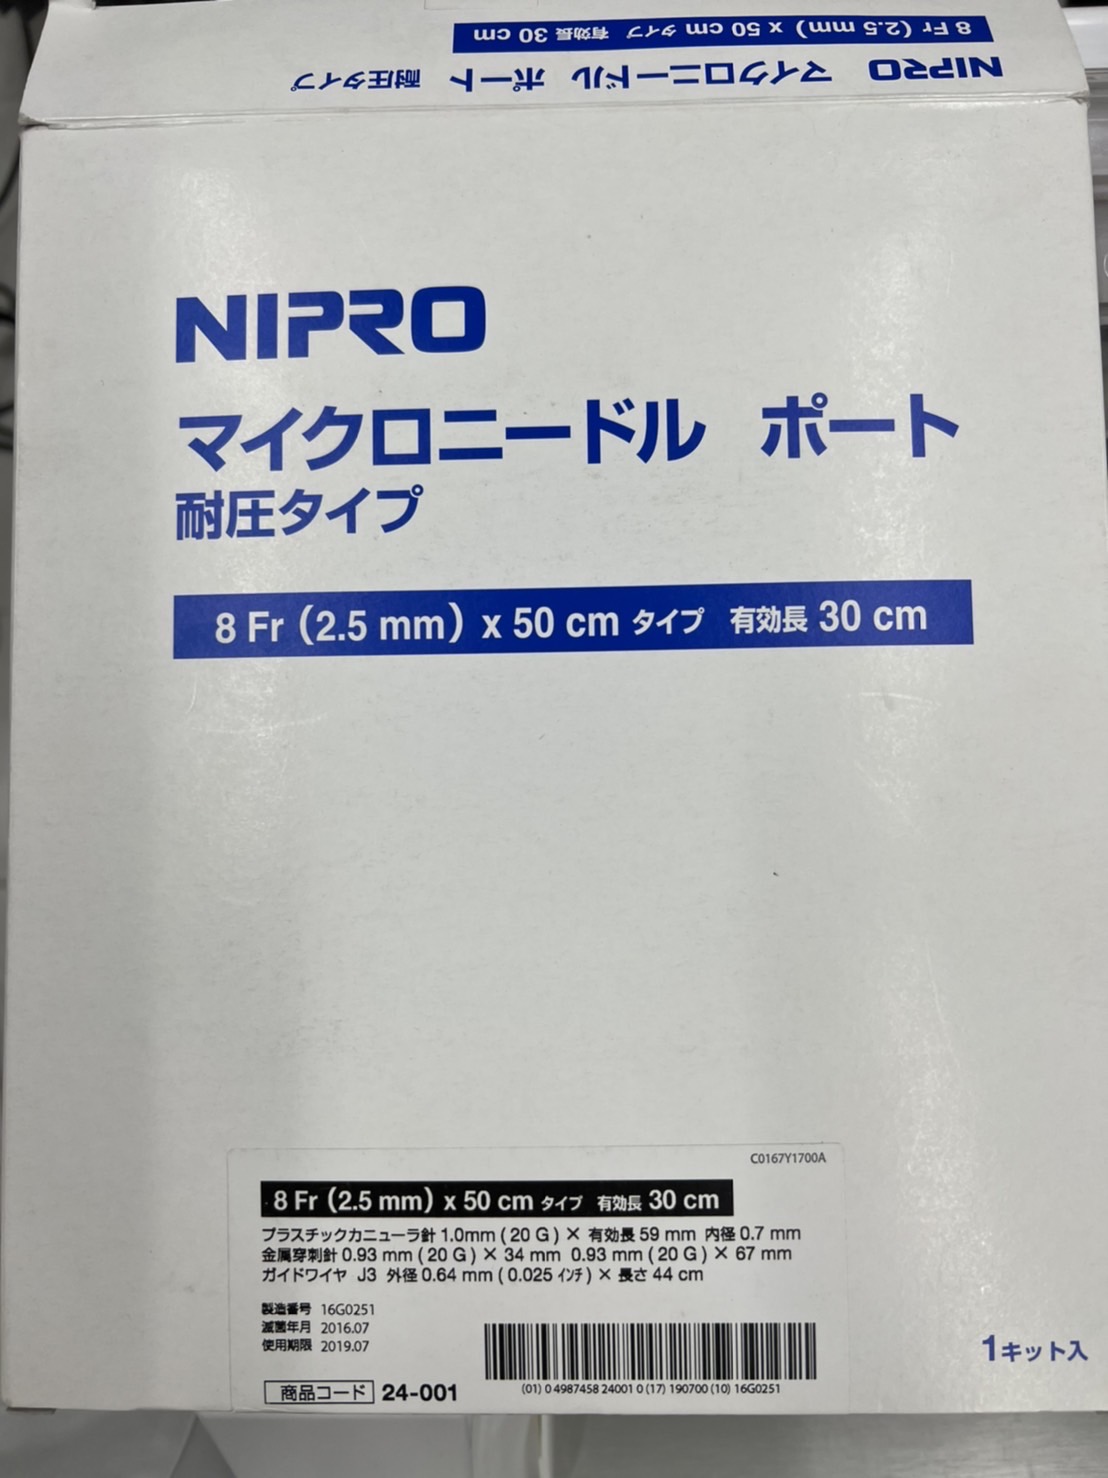 8 Fr (2.5 mm) x 50 cm タイプ 有効長 30 cm
NIPRO マイクロニードル ポート 耐圧タイプ
NIPRO
マイクロニードル ポート
耐圧タイプ
8 Fr (2.5 mm) x 50 cm タイプ 有効長 30 cm
C0167Y1700A
8 Fr (2.5 mm) x 50 cm タイプ 有効長 30 cm
プラスチックカニューラ針 1.0mm ( 20 G ) × 有効長 59 mm 内径 0.7 mm
金属穿刺針 0.93 mm ( 20 G ) × 34 mm 0.93 mm ( 20 G ) × 67 mm
ガイドワイヤ J3 外径 0.64 mm ( 0.025 インチ ) × 長さ 44 cm
製造番号 16G0251
滅菌年月 2016.07
使用期限 2019.07
1キット入
商品コード 24-001
(01) 0 4987458 24001 0 (17) 190700 (10) 16G0251